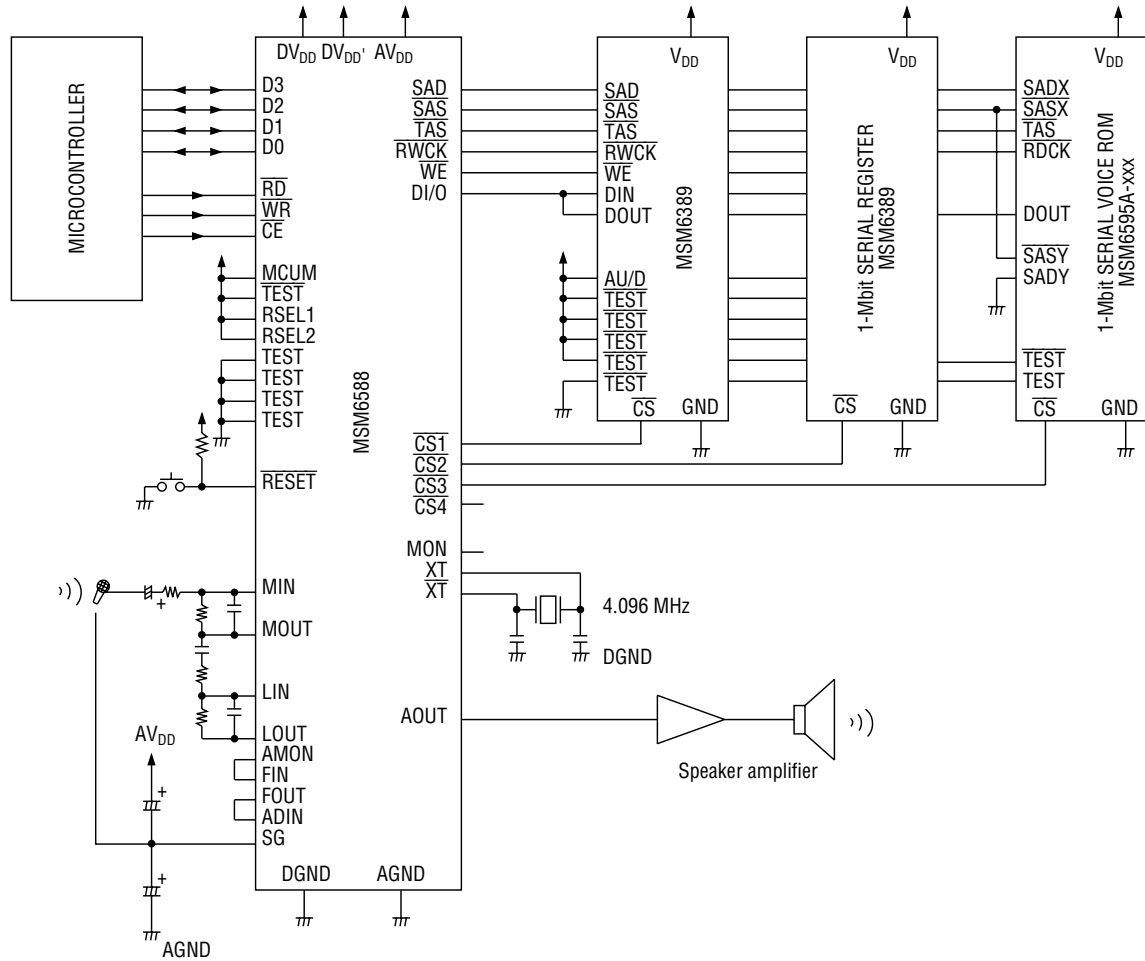 DVDD DVDD' AVDD
MICROCONTROLLER
D3
D2
D1
D0
RD
WR
CE
MCUM
TEST
RSEL1
RSEL2
TEST
TEST
TEST
TEST
RESET
MIN
MOUT
LIN
LOUT
AMON
FIN
FOUT
ADIN
SG
AVDD
AGND
DGND
AGND
MSM6588
SAD
SAS
TAS
RWCK
WE
DI/O
CS1
CS2
CS3
CS4
MON
XT
XT
4.096 MHz
DGND
AOUT
Speaker amplifier
VDD
SAD
SAS
TAS
RWCK
WE
DIN
DOUT
AU/D
TEST
TEST
TEST
TEST
TEST
CS
GND
MSM6389
VDD
1-Mbit SERIAL REGISTER
MSM6389
CS
GND
VDD
SADX
SASX
TAS
RDCK
DOUT
SASY
SADY
TEST
TEST
CS
GND
1-Mbit SERIAL VOICE ROM
MSM6595A-xxx